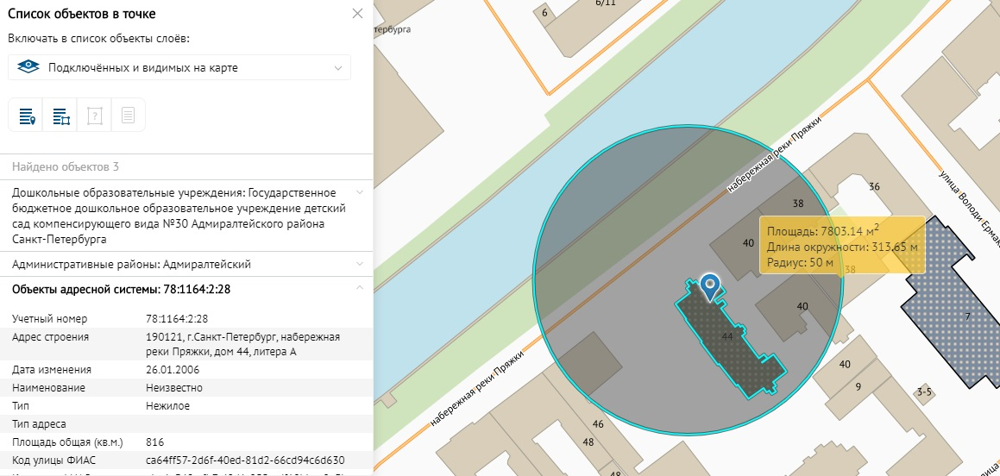 Список объектов в точке
Включать в список объекты слоёв:
Подключённых и видимых на карте
Найдено объектов 3
Дошкольные образовательные учреждения: Государственное
бюджетное дошкольное образовательное учреждение детский
сад компенсирующего вида №30 Адмиралтейского района
Санкт-Петербурга
Административные районы: Адмиралтейский
Объекты адресной системы: 78:1164:2:28
Учетный номер 78:1164:2:28
Адрес строения 190121, г.Санкт-Петербург, набережная
реки Пряжки, дом 44, литера А
Дата изменения 26.01.2006
Наименование Неизвестно
Тип Нежилое
Тип адреса
Площадь общая (кв.м.) 816
Код улицы ФИАС ca64ff57-2d6f-40ed-81d2-66cd94c6d630
тербурга
6
6/11
набережная реки Пряжки
улица Володи Ермака
36
38
40
Площадь: 7803.14 м2
Длина окружности: 313.65 м
Радиус: 50 м
38
40
7
44
40
9
3-5
набережная реки Пряжки
46
48
48